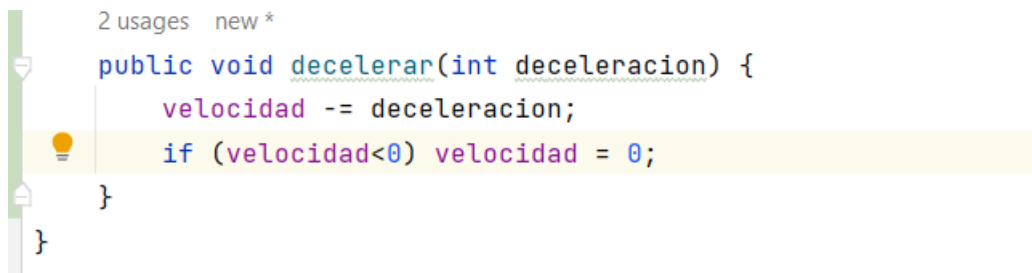 2 usages new *
public void decelerar(int deceleracion) {
velocidad -= deceleracion;
if (velocidad<0) velocidad = 0;
}
}